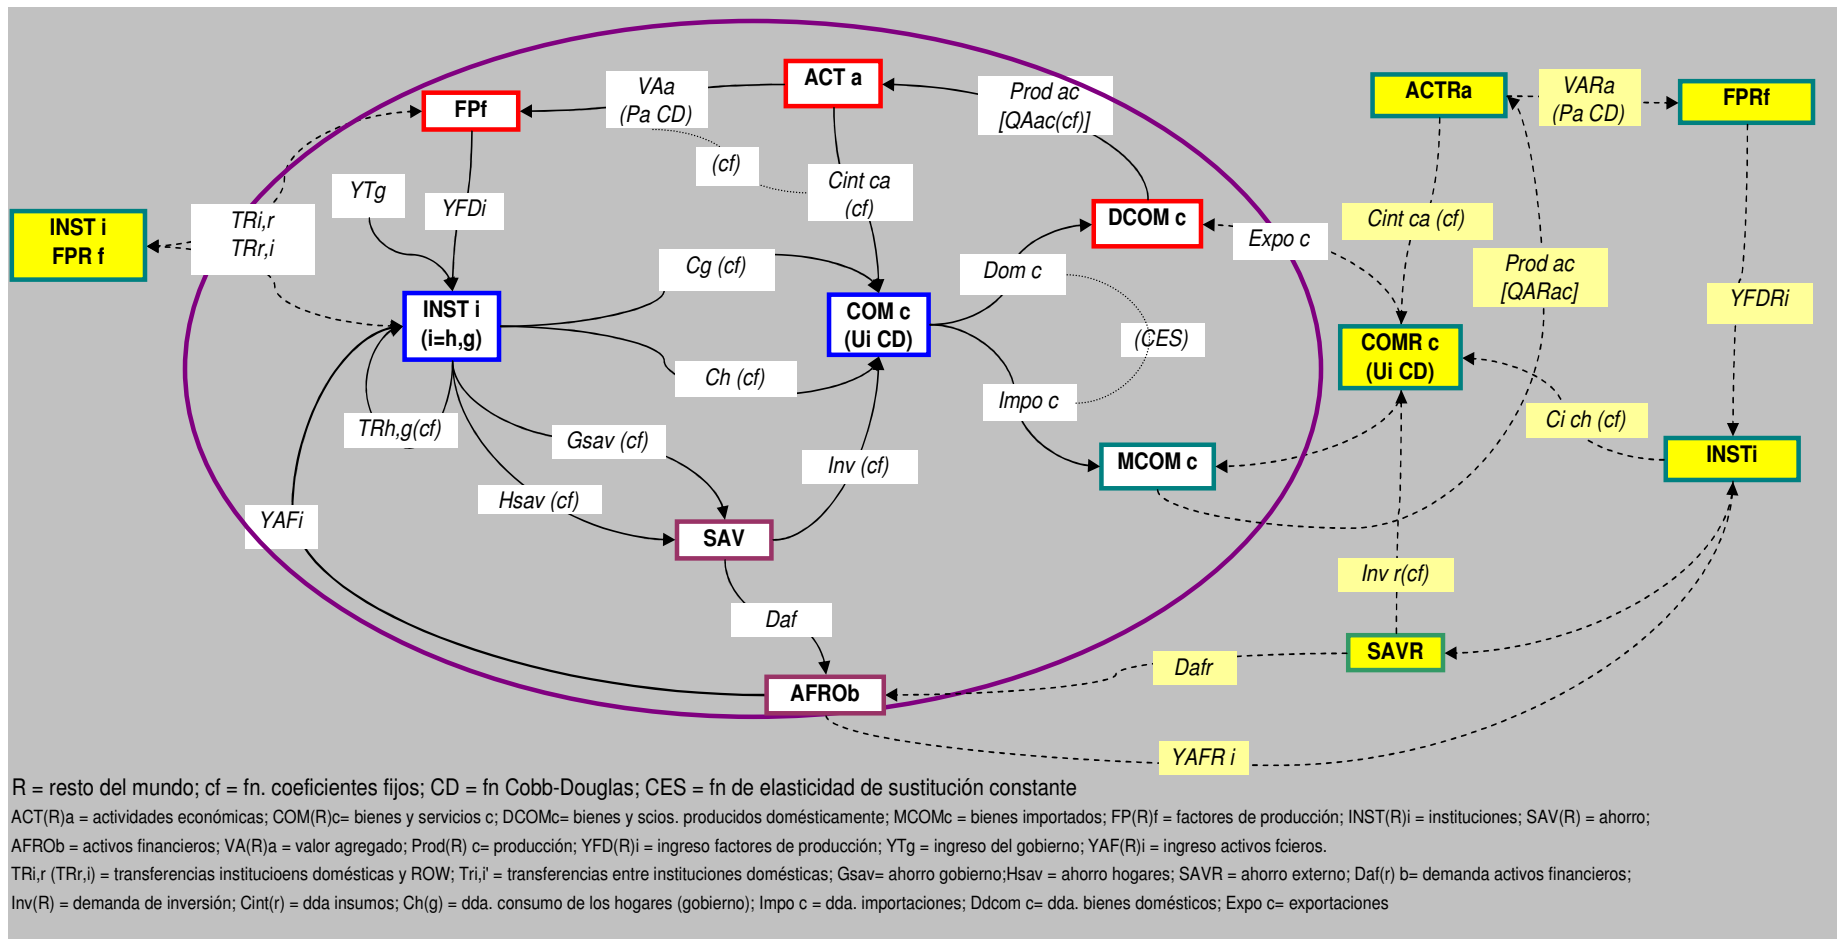 ACT a
VAa
(Pa CD)
Prod ac
[QAac(cf)]
ACTRa
VARa
(Pa CD)
FPRf
FPf
(cf)
Cint ca
(cf)
YTg
YFDi
TRi,r
TRr,i
INST i
FPR f
DCOM c
Expo c
Cint ca (cf)
Prod ac
[QARac]
YFDRi
Cg (cf)
Dom c
INST i
(i=h,g)
COM c
(Ui CD)
(CES)
COMR c
(Ui CD)
Ch (cf)
Impo c
TRh,g(cf)
Gsav (cf)
Inv (cf)
Ci ch (cf)
MCOM c
INSTi
Hsav (cf)
YAFi
SAV
Inv r(cf)
Daf
SAVR
Dafr
AFROb
YAFR i
R = resto del mundo; cf = fn. coeficientes fijos; CD = fn Cobb-Douglas; CES = fn de elasticidad de sustitución constante
ACT(R)a = actividades económicas; COM(R)c= bienes y servicios c; DCOMc= bienes y scios. producidos domésticamente; MCOMc = bienes importados; FP(R)f = factores de producción; INST(R)i = instituciones; SAV(R) = ahorro;
AFROb = activos financieros; VA(R)a = valor agregado; Prod(R) c= producción; YFD(R)i = ingreso factores de producción; YTg = ingreso del gobierno; YAF(R)i = ingreso activos fcieros.
TRi,r (TRr,i) = transferencias institucioens domésticas y ROW; Tri,i' = transferencias entre instituciones domésticas; Gsav= ahorro gobierno;Hsav = ahorro hogares; SAVR = ahorro externo; Daf(r) b= demanda activos financieros;
Inv(R) = demanda de inversión; Cint(r) = dda insumos; Ch(g) = dda. consumo de los hogares (gobierno); Impo c = dda. importaciones; Ddcom c= dda. bienes domésticos; Expo c= exportaciones